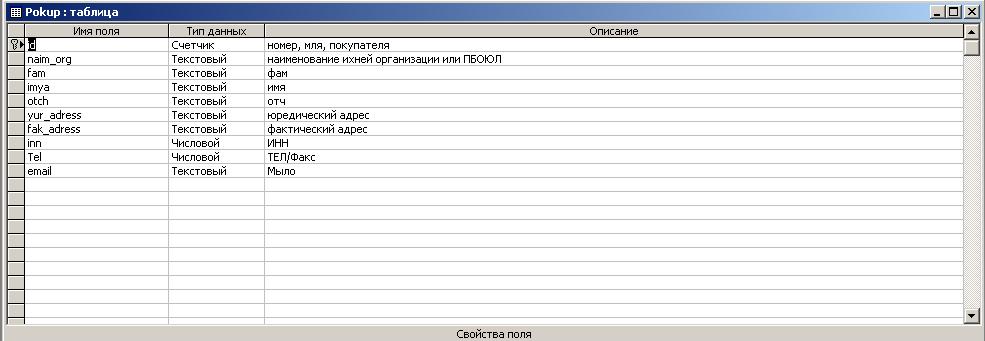 Pokup : таблица
Имя поля Тип данных Описание
id Счетчик номер, мля, покупателя
naim_org Текстовый наименование ихней организации или ПБОЮЛ
fam Текстовый фам
imya Текстовый имя
otch Текстовый отч
yur_adress Текстовый юредический адрес
fak_adress Текстовый фактический адрес
inn Числовой ИНН
Tel Числовой ТЕЛ/Факс
email Текстовый Мыло
Свойства поля